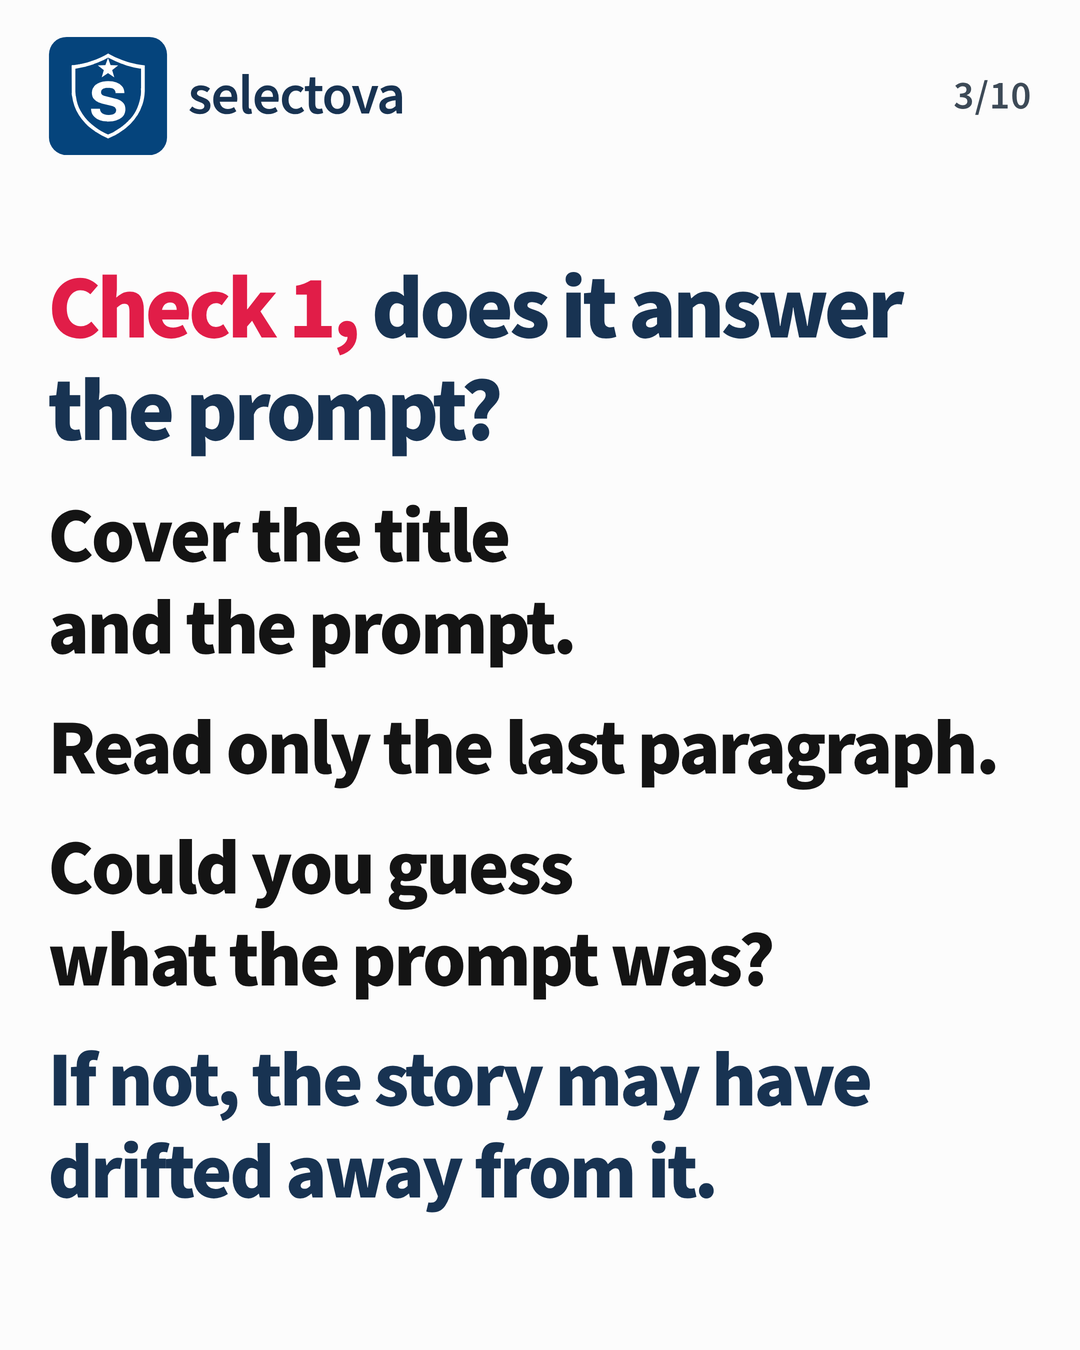 S
selectova
3/10
Check 1, does it answer
the prompt?
Cover the title
and the prompt.
Read only the last paragraph.
Could you guess
what the prompt was?
If not, the story may have
drifted away from it.